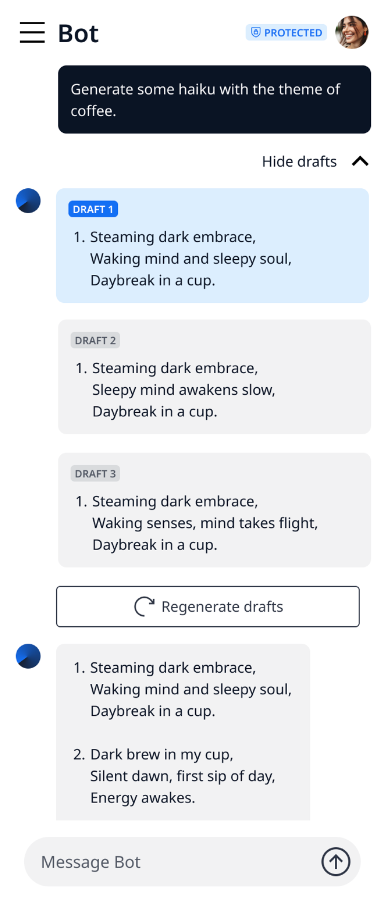 Bot
PROTECTED
Generate some haiku with the theme of
coffee.
Hide drafts
DRAFT 1
1. Steaming dark embrace,
Waking mind and sleepy soul,
Daybreak in a cup.
DRAFT 2
1. Steaming dark embrace,
Sleepy mind awakens slow,
Daybreak in a cup.
DRAFT 3
1. Steaming dark embrace,
Waking senses, mind takes flight,
Daybreak in a cup.
Regenerate drafts
1. Steaming dark embrace,
Waking mind and sleepy soul,
Daybreak in a cup.
2. Dark brew in my cup,
Silent dawn, first sip of day,
Energy awakes.
Message Bot